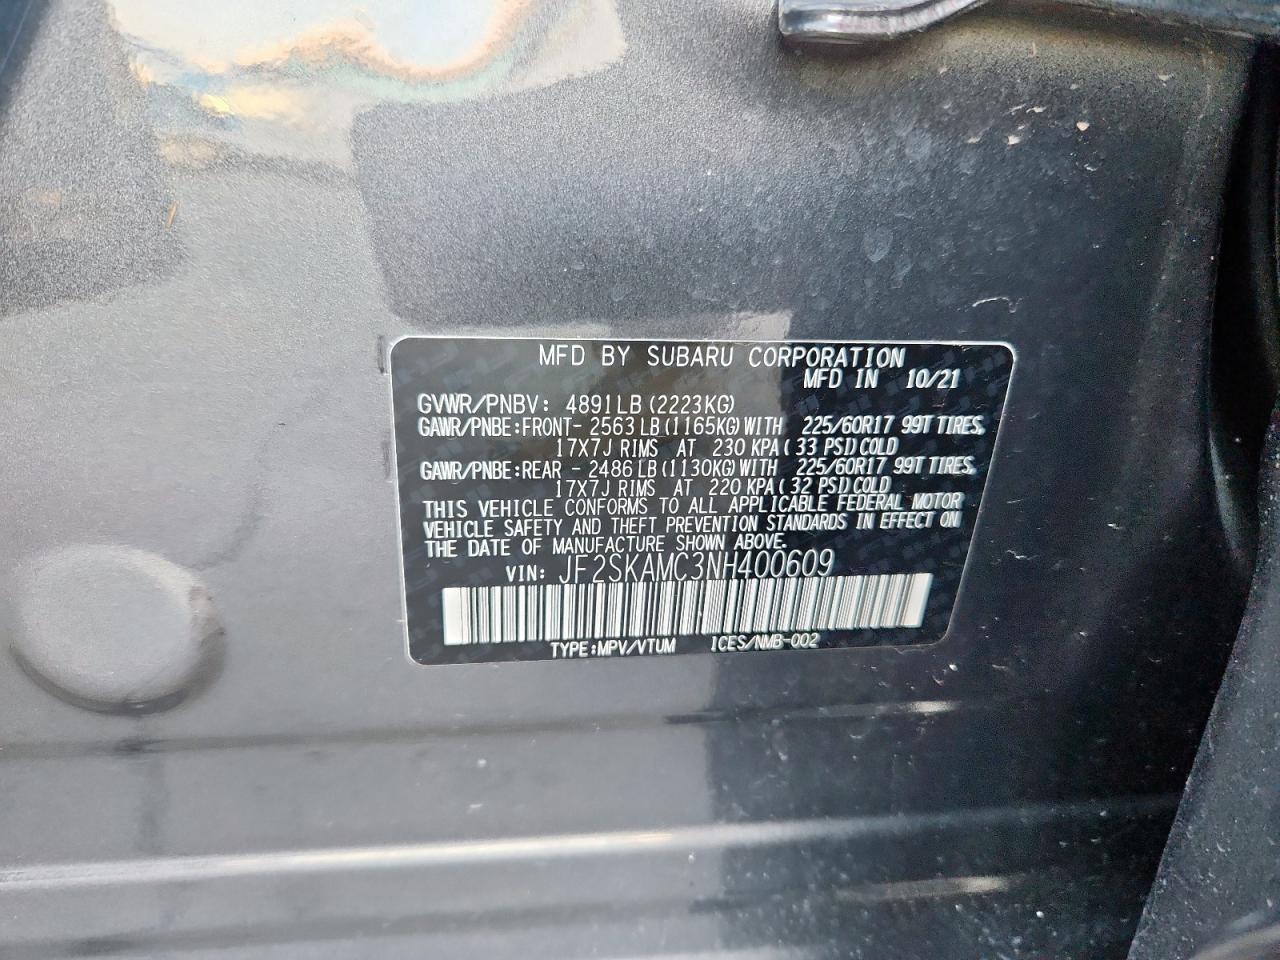 MFD BY SUBARU CORPORATION
MFD IN 10/21
GVWR/PNBV: 4891LB (2223KG)
GAWR/PNBE:FRONT- 2563 LB (1165KG) WITH 225/60R17 99T TIRES,
17X7J RIMS AT 230 KPA ( 33 PSI) COLD
GAWR/PNBE:REAR - 2486 LB (1130KG) WITH 225/60R17 99T TIRES,
17X7J RIMS AT 220 KPA ( 32 PSI) COLD
THIS VEHICLE CONFORMS TO ALL APPLICABLE FEDERAL MOTOR
VEHICLE SAFETY AND THEFT PREVENTION STANDARDS IN EFFECT ON
THE DATE OF MANUFACTURE SHOWN ABOVE.
VIN: JF2SKAMC3NH400609
TYPE:MPV/VTUM ICES/NMB-002